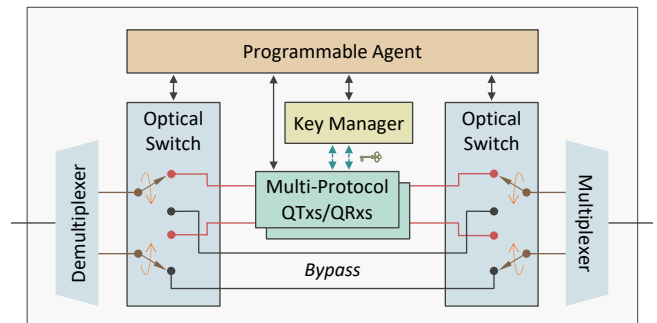 Programmable Agent
Optical
Switch
Key Manager
Optical
Switch
Demultiplexer
Multi-Protocol
QTxs/QRxs
Multiplexer
Bypass